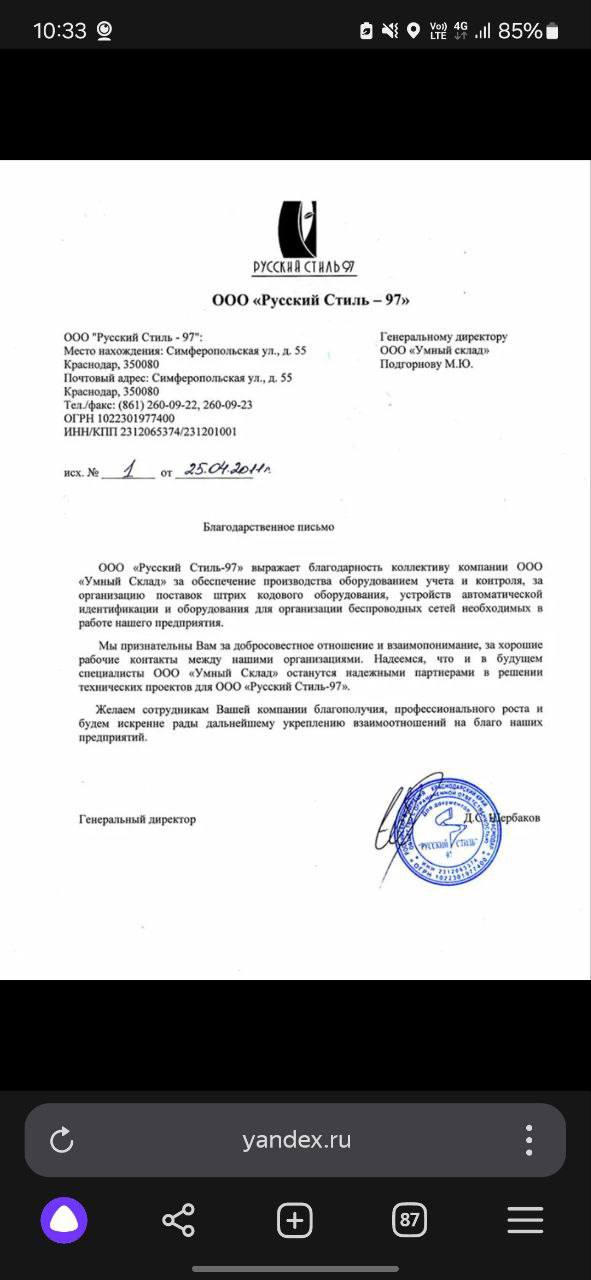 10:33
Vo))
LTE
4G
85%
РУССКИЙ СТИЛЬ 97
ООО «Русский Стиль – 97»
ООО "Русский Стиль - 97":
Место нахождения: Симферопольская ул., д. 55
Краснодар, 350080
Почтовый адрес: Симферопольская ул., д. 55
Краснодар, 350080
Тел./факс: (861) 260-09-22, 260-09-23
ОГРН 1022301977400
ИНН/КПП 2312065374/231201001
Генеральному директору
ООО «Умный склад»
Подгорнову М.Ю.
исх. № 1 от 25.04.2011г.
Благодарственное письмо
ООО «Русский Стиль-97» выражает благодарность коллективу компании ООО
«Умный Склад» за обеспечение производства оборудованием учета и контроля, за
организацию поставок штрих кодового оборудования, устройств автоматической
идентификации и оборудования для организации беспроводных сетей необходимых в
работе нашего предприятия.
Мы признательны Вам за добросовестное отношение и взаимопонимание, за хорошие
рабочие контакты между нашими организациями. Надеемся, что и в будущем
специалисты ООО «Умный Склад» останутся надежными партнерами в решении
технических проектов для ООО «Русский Стиль-97».
Желаем сотрудникам Вашей компании благополучия, профессионального роста и
будем искренне рады дальнейшему укреплению взаимоотношений на благо наших
предприятий.
Генеральный директор
Д.С. Щербаков
КРАСНОДАРСКИЙ КРАЙ
ОГРАНИЧЕННОЙ ОТВЕТСТВЕННОСТЬЮ
Для документов
"РУССКИЙ СТИЛЬ"
97
ИНН 2312065374
ОГРН 1022301977400
yandex.ru
87